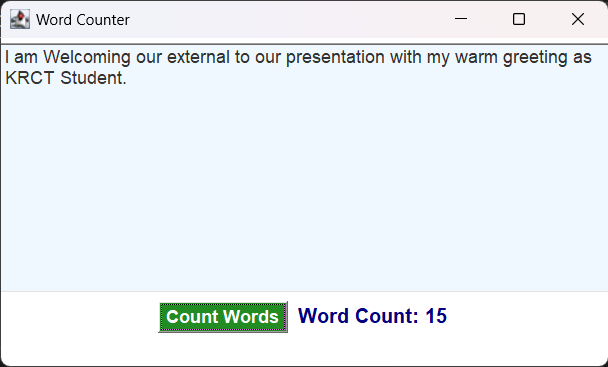 Word Counter
I am Welcoming our external to our presentation with my warm greeting as
KRCT Student.
Count Words Word Count: 15